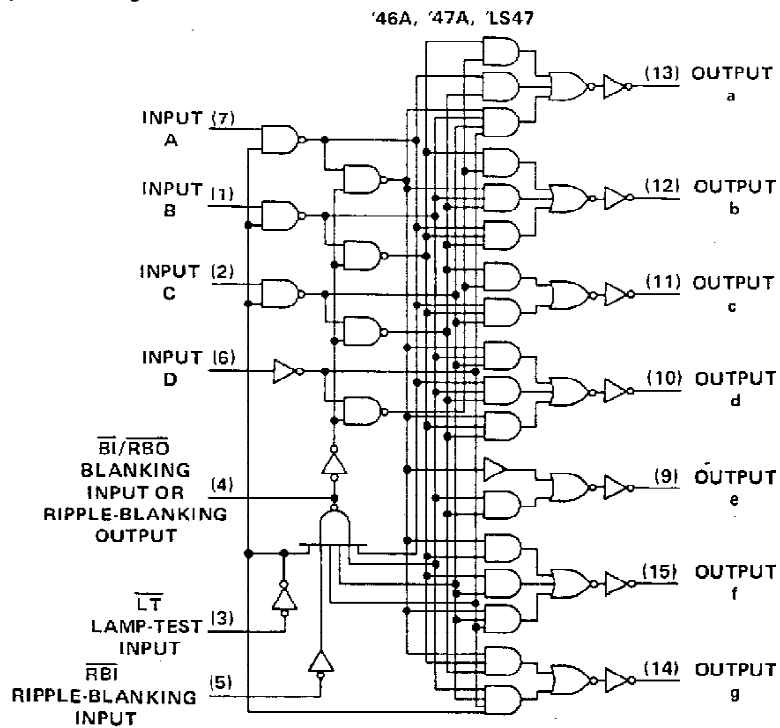 '46A, '47A, 'LS47
INPUT (7)
A
INPUT (1)
B
INPUT (2)
C
INPUT (6)
D
BI/RBO
BLANKING
INPUT OR (4)
RIPPLE-BLANKING
OUTPUT
LT
LAMP-TEST (3)
INPUT
RBI
RIPPLE-BLANKING (5)
INPUT
(13) OUTPUT
a
(12) OUTPUT
b
(11) OUTPUT
c
(10) OUTPUT
d
(9) OUTPUT
e
(15) OUTPUT
f
(14) OUTPUT
g